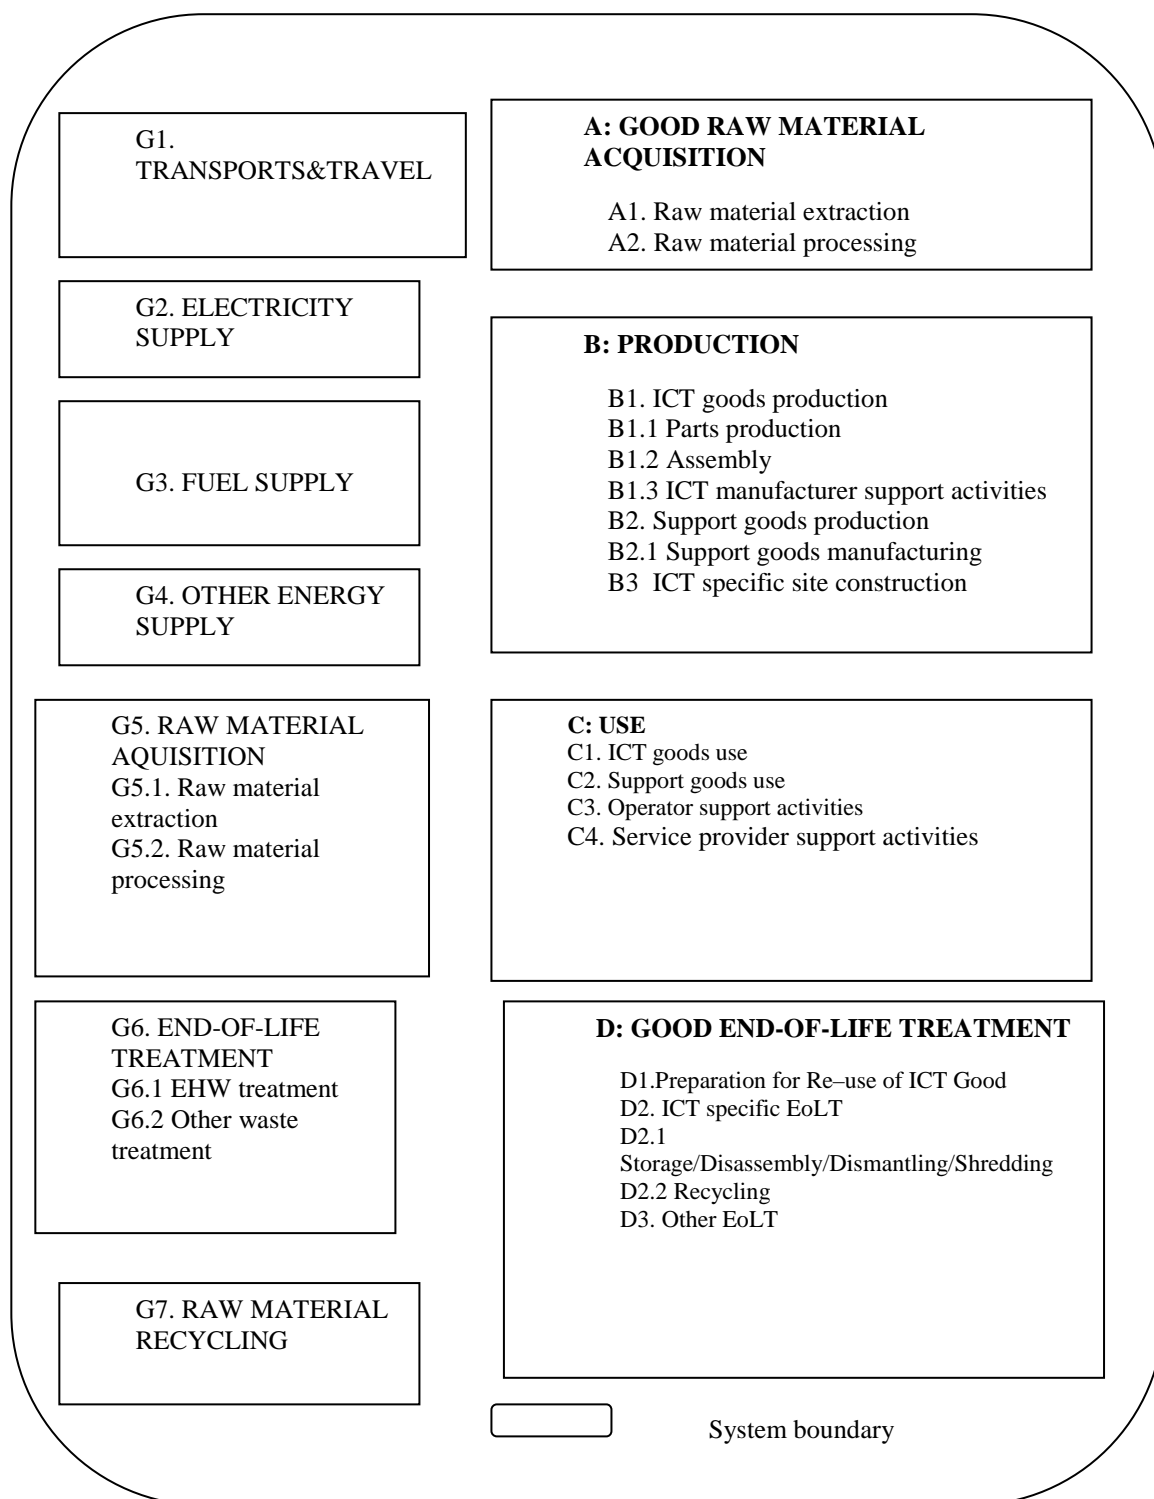 G1.
TRANSPORTS&TRAVEL
G2. ELECTRICITY
SUPPLY
G3. FUEL SUPPLY
G4. OTHER ENERGY
SUPPLY
G5. RAW MATERIAL
AQUISITION
G5.1. Raw material
extraction
G5.2. Raw material
processing
G6. END-OF-LIFE
TREATMENT
G6.1 EHW treatment
G6.2 Other waste
treatment
G7. RAW MATERIAL
RECYCLING
A: GOOD RAW MATERIAL
ACQUISITION
A1. Raw material extraction
A2. Raw material processing
B: PRODUCTION
B1. ICT goods production
B1.1 Parts production
B1.2 Assembly
B1.3 ICT manufacturer support activities
B2. Support goods production
B2.1 Support goods manufacturing
B3  ICT specific site construction
C: USE
C1. ICT goods use
C2. Support goods use
C3. Operator support activities
C4. Service provider support activities
D: GOOD END-OF-LIFE TREATMENT
D1.Preparation for Re–use of ICT Good
D2. ICT specific EoLT
D2.1
Storage/Disassembly/Dismantling/Shredding
D2.2 Recycling
D3. Other EoLT
System boundary